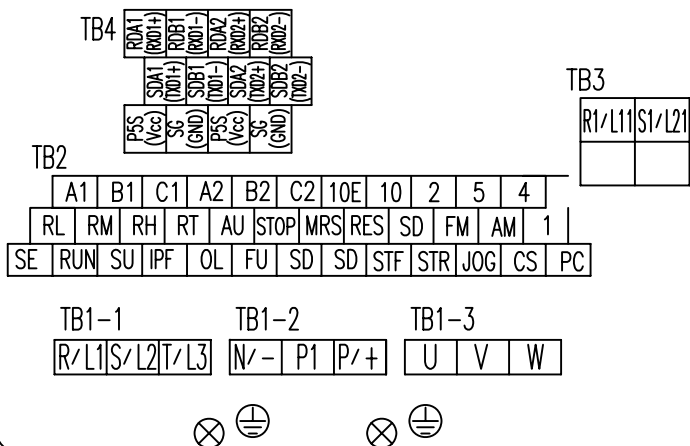 TB4
RDA1 (RXD1+) RDB1 (RXD1-) RDA2 (RXD2+) RDB2 (RXD2-)
SDA1 (TXD1+) SDB1 (TXD1-) SDA2 (TXD2+) SDB2 (TXD2-)
P5S (Vcc) SG (GND) P5S (Vcc) SG (GND)
TB3
R1/L11 S1/L21
TB2
A1 B1 C1 A2 B2 C2 10E 10 2 5 4
RL RM RH RT AU STOP MRS RES SD FM AM 1
SE RUN SU IPF OL FU SD SD STF STR JOG CS PC
TB1-1 TB1-2 TB1-3
R/L1 S/L2 T/L3 N/- P1 P/+ U V W